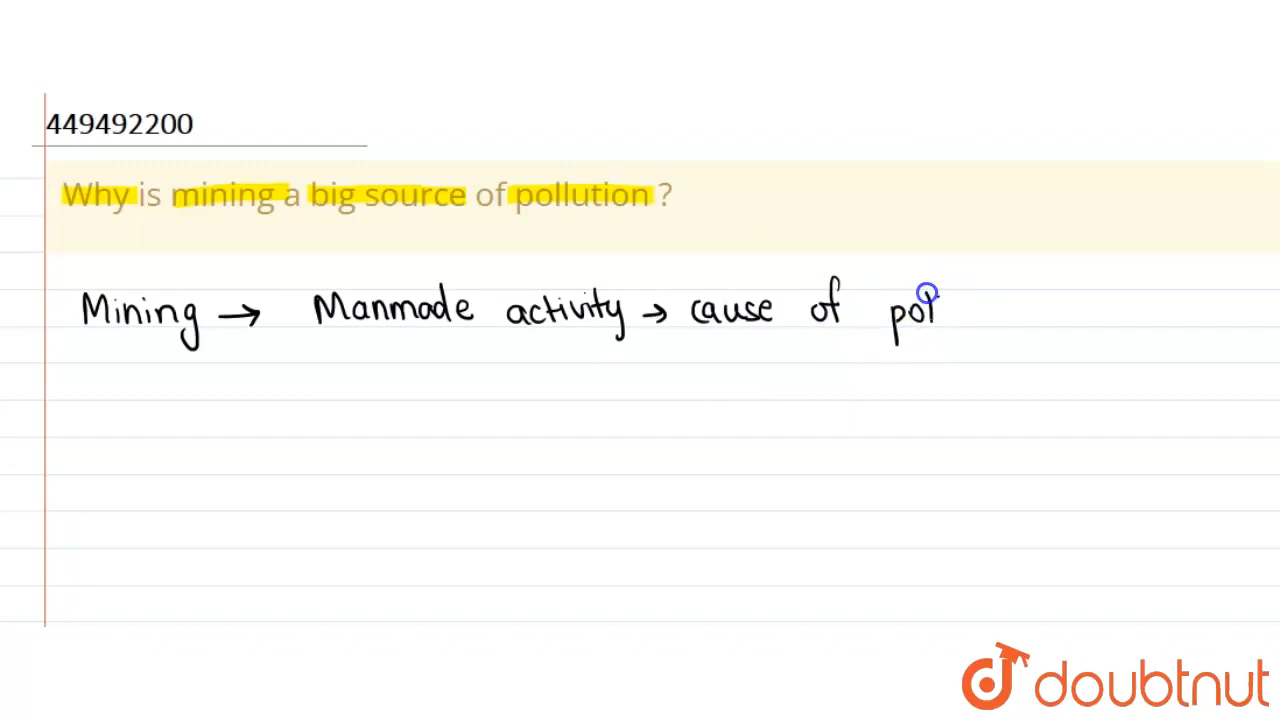 449492200
Why is mining a big source of pollution ?
Mining → Manmade activity → cause of pol
doubtnut